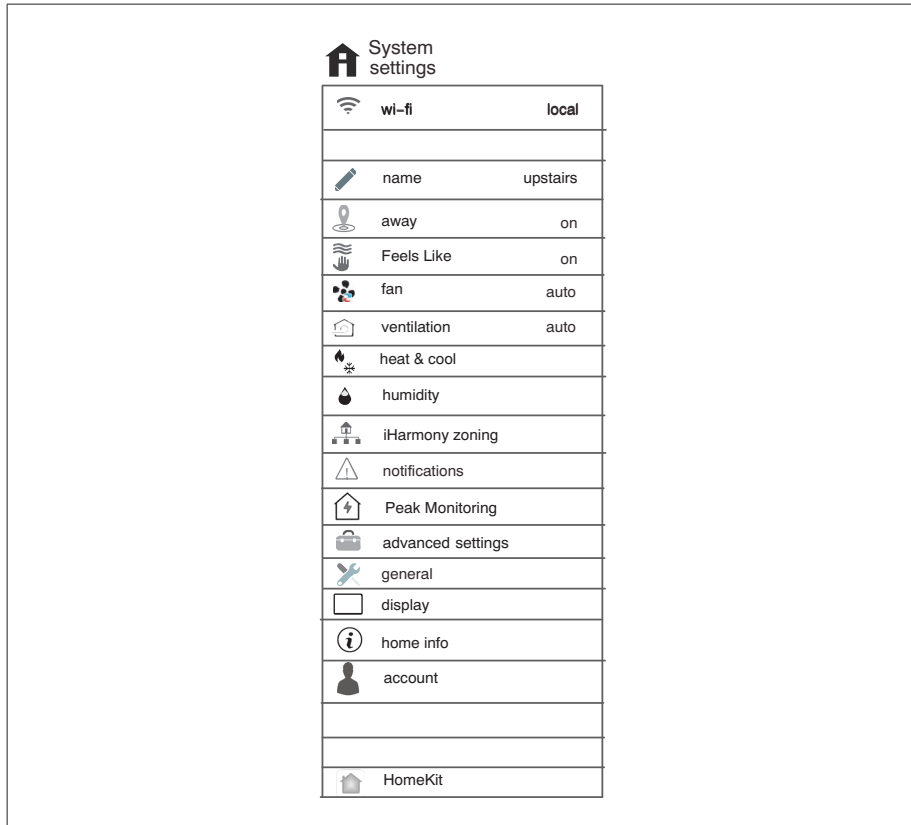 System
settings
wi–fi local
name upstairs
away on
Feels Like on
fan auto
ventilation auto
heat & cool
humidity
iHarmony zoning
notifications
Peak Monitoring
advanced settings
general
display
home info
account
HomeKit